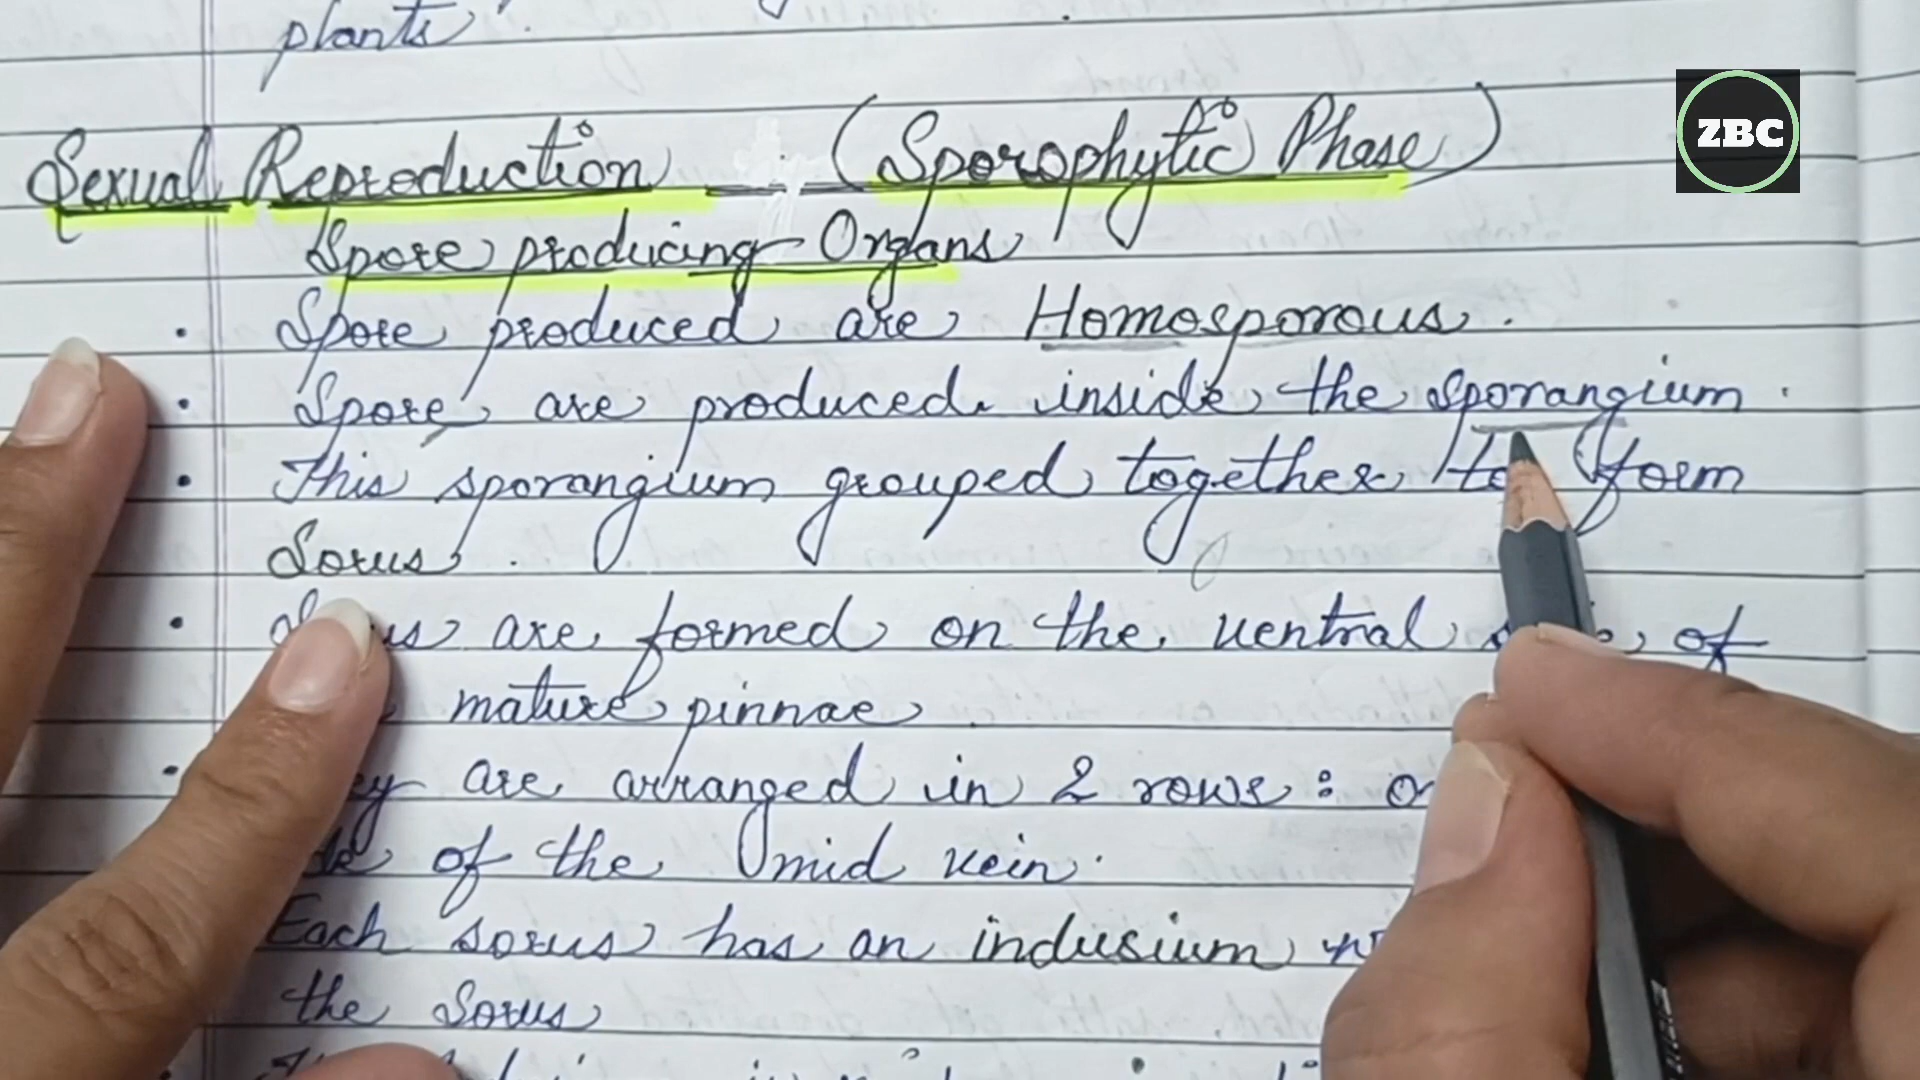 plants.
ZBC
Sexual Reproduction — (Sporophytic Phase)
Spore producing Organs
• Spore produced are Homosporous.
• Spore are produced inside the sporangium.
• This sporangium grouped together to form
Sorus.
are formed on the ventral of
mature pinnae
• are arranged in 2 rows:
of the mid vein.
Each sorus has an indusium
the Sorus